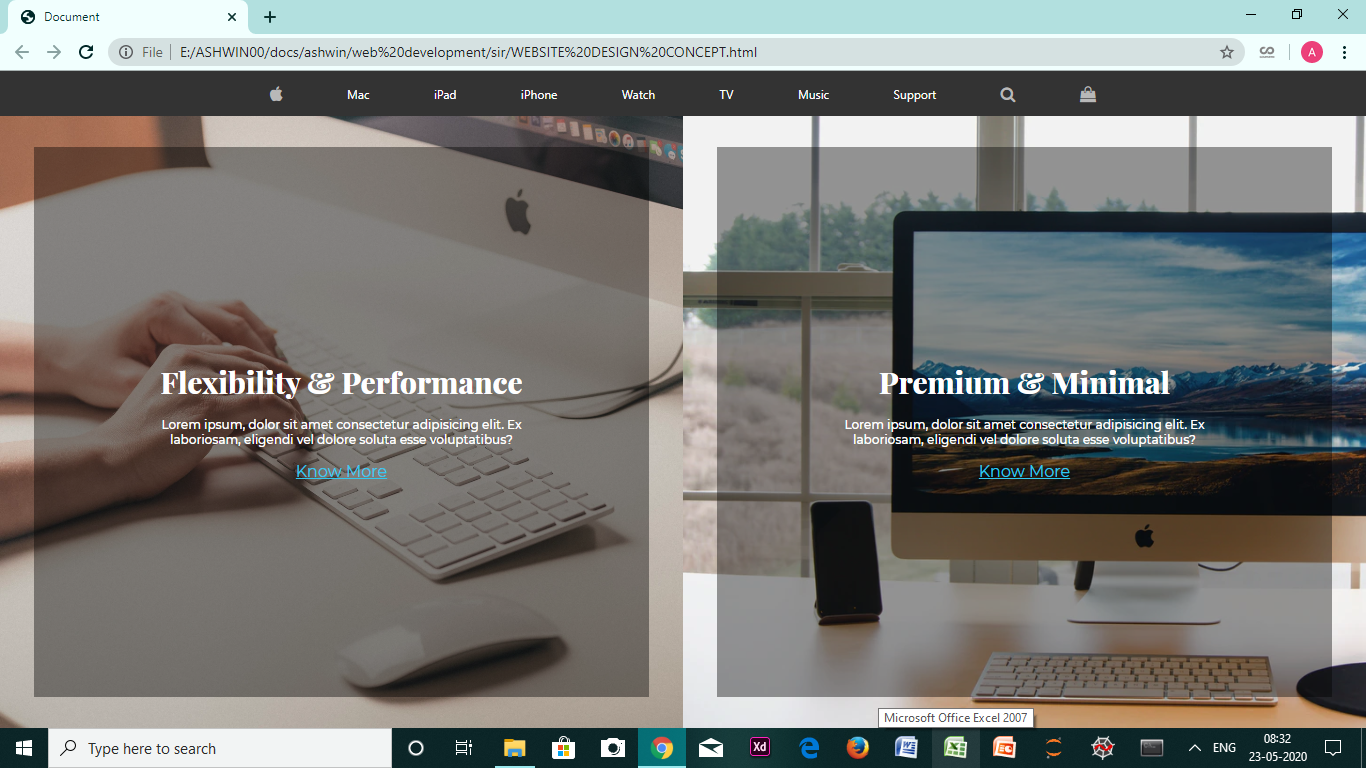 Document
File
E:/ASHWIN00/docs/ashwin/web%20development/sir/WEBSITE%20DESIGN%20CONCEPT.html
A
Mac iPad iPhone Watch TV Music Support
Flexibility & Performance
Lorem ipsum, dolor sit amet consectetur adipisicing elit. Ex
laboriosam, eligendi vel dolore soluta esse voluptatibus?
Know More
Premium & Minimal
Lorem ipsum, dolor sit amet consectetur adipisicing elit. Ex
laboriosam, eligendi vel dolore soluta esse voluptatibus?
Know More
Microsoft Office Excel 2007
Type here to search
Xd
ENG
08:32
23-05-2020